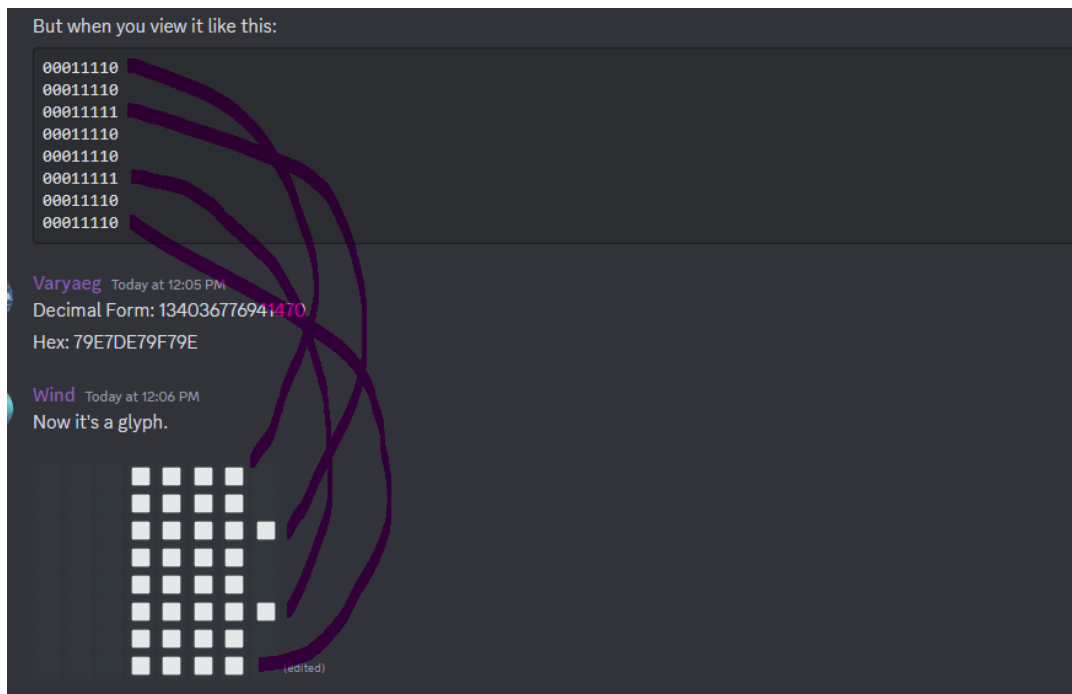 But when you view it like this:
00011110
00011110
00011111
00011110
00011110
00011111
00011110
00011110
Varyaeg Today at 12:05 PM
Decimal Form: 134036776941470
Hex: 79E7DE79F79E
Wind Today at 12:06 PM
Now it's a glyph.
(edited)